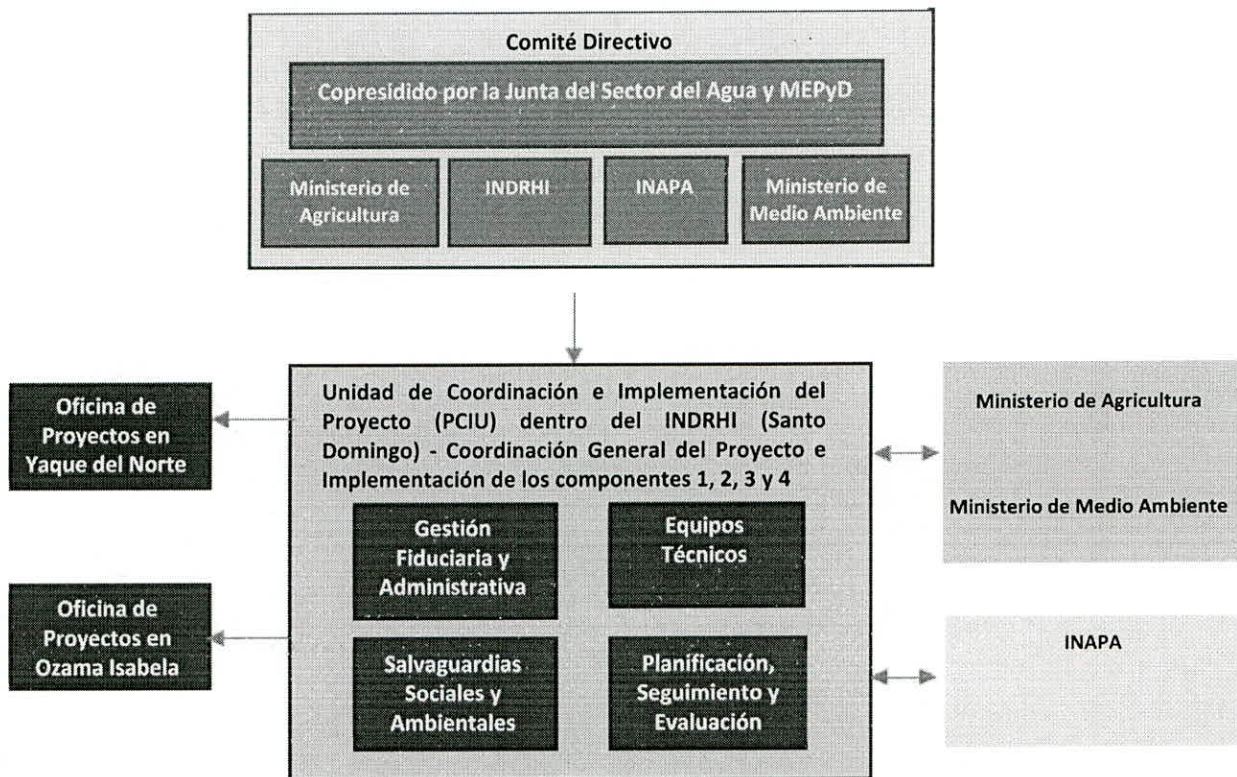 Comité Directivo
Copresidido por la Junta del Sector del Agua y MEPyD
Ministerio de
Agricultura
INDRHI
INAPA
Ministerio de
Medio Ambiente
Oficina de
Proyectos en
Yaque del Norte
Oficina de
Proyectos en
Ozama Isabela
Unidad de Coordinación e Implementación del
Proyecto (PCIU) dentro del INDRHI (Santo
Domingo) - Coordinación General del Proyecto e
Implementación de los componentes 1, 2, 3 y 4
Gestión
Fiduciaria y
Administrativa
Equipos
Técnicos
Salvaguardias
Sociales y
Ambientales
Planificación,
Seguimiento y
Evaluación
Ministerio de Agricultura
Ministerio de Medio Ambiente
INAPA